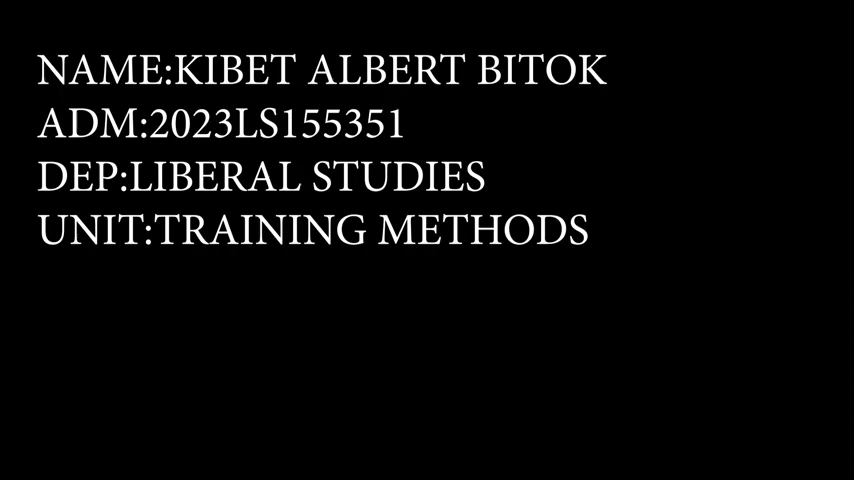 NAME:KIBET ALBERT BITOK
ADM:2023LS155351
DEP:LIBERAL STUDIES
UNIT:TRAINING METHODS